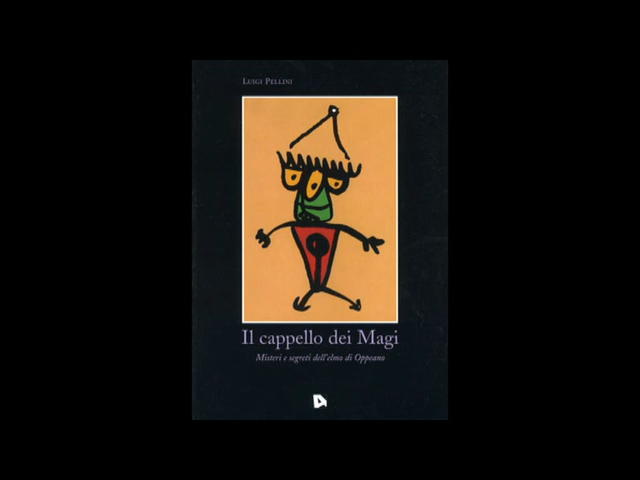 LUIGI PELLINI
Il cappello dei Magi
Misteri e segreti dell'elmo di Oppeano